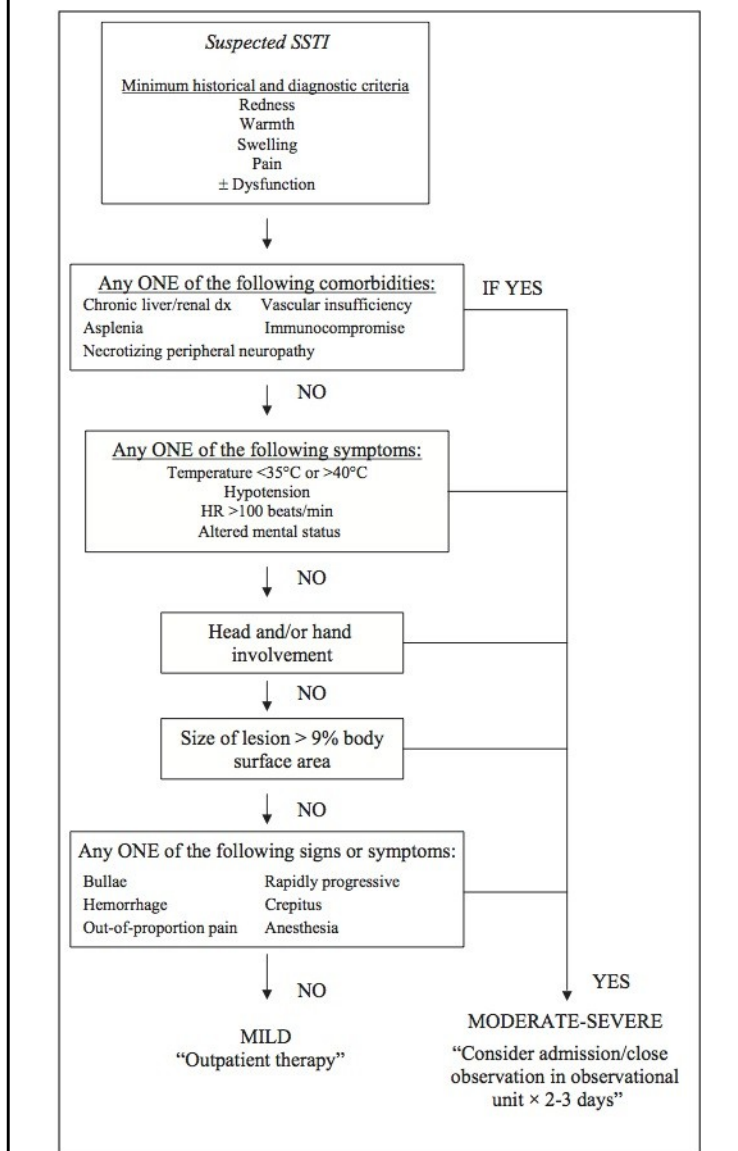 Suspected SSTI
Minimum historical and diagnostic criteria
Redness
Warmth
Swelling
Pain
± Dysfunction
Any ONE of the following comorbidities:
IF YES
Chronic liver/renal dx Vascular insufficiency
Asplenia Immunocompromise
Necrotizing peripheral neuropathy
NO
Any ONE of the following symptoms:
Temperature <35°C or >40°C
Hypotension
HR >100 beats/min
Altered mental status
NO
Head and/or hand
involvement
NO
Size of lesion > 9% body
surface area
NO
Any ONE of the following signs or symptoms:
Bullae Rapidly progressive
Hemorrhage Crepitus
Out-of-proportion pain Anesthesia
NO
YES
MILD
“Outpatient therapy”
MODERATE-SEVERE
“Consider admission/close
observation in observational
unit × 2-3 days”